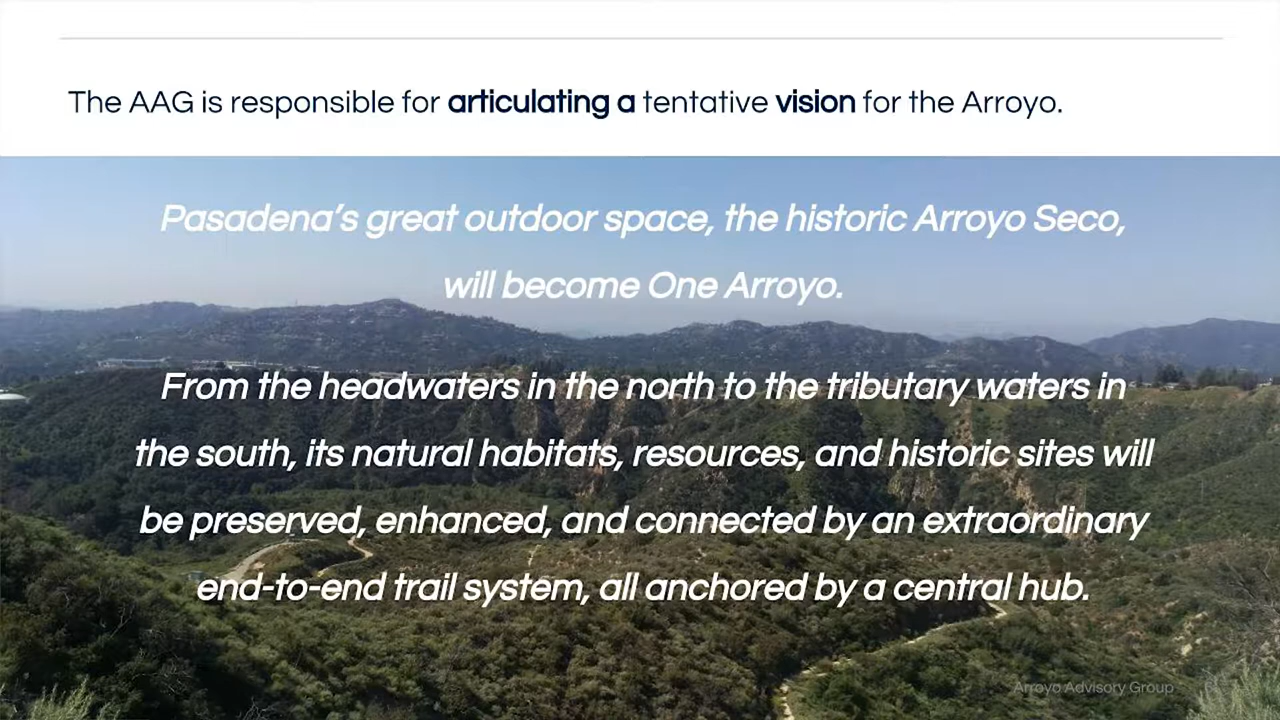 The AAG is responsible for articulating a tentative vision for the Arroyo.
Pasadena’s great outdoor space, the historic Arroyo Seco,
will become One Arroyo.
From the headwaters in the north to the tributary waters in
the south, its natural habitats, resources, and historic sites will
be preserved, enhanced, and connected by an extraordinary
end-to-end trail system, all anchored by a central hub.
Arroyo Advisory Group